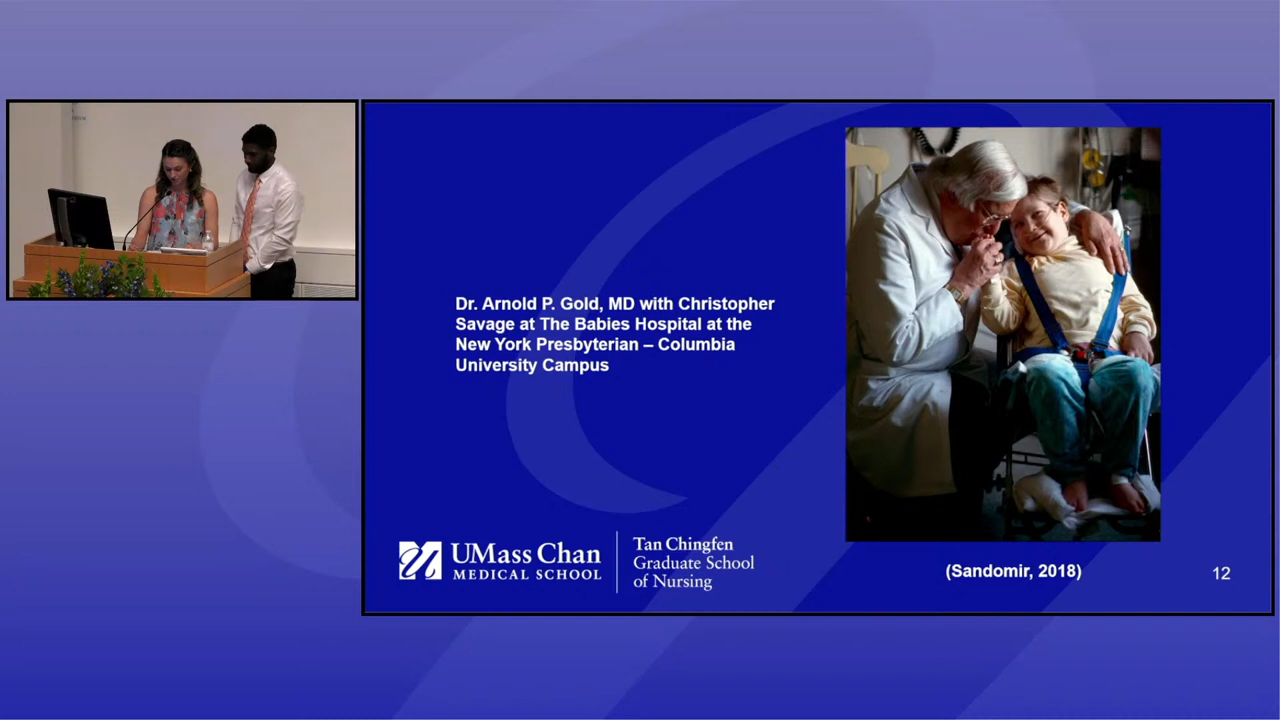 Dr. Arnold P. Gold, MD with Christopher
Savage at The Babies Hospital at the
New York Presbyterian – Columbia
University Campus
UMass Chan
MEDICAL SCHOOL
Tan Chingfen
Graduate School
of Nursing
(Sandomir, 2018)
12